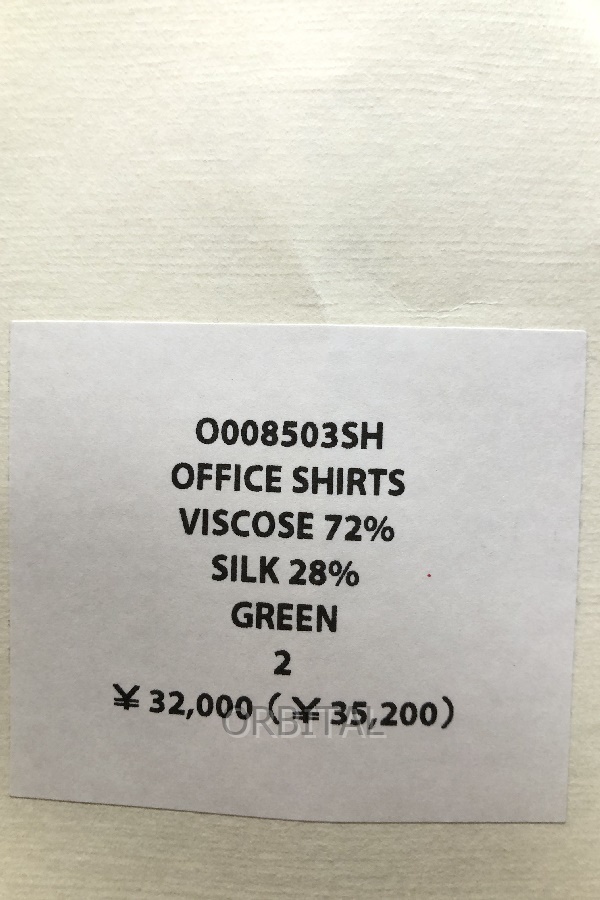 O008503SH
OFFICE SHIRTS
VISCOSE 72%
SILK 28%
GREEN
2
¥ 32,000 (¥ 35,200)
ORBITAL